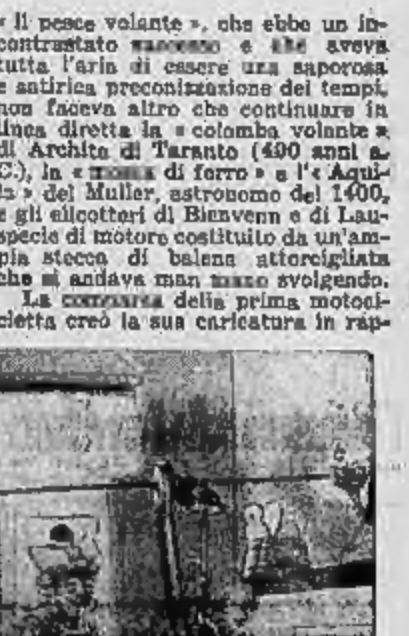 « Il pesce volante », che ebbe un in-
contrastato e aveva
tutta l'aria di essere una saporosa
e satirica preconizzazione dei tempi,
non faceva altro che continuare in
linea diretta la « colomba volante »
di Archita di Taranto (400 anni a.
C.), la « di ferro » e l'« Aqui-
la » del Muller, astronomo del 1400,
e gli elicotteri di Bienvenn e di Lau-
specie di motore costituito da un'am-
pia stecca di balena attorcigliata
che si andava man svolgendo.
La della prima motoci-
cletta creò la sua caricatura in rap-